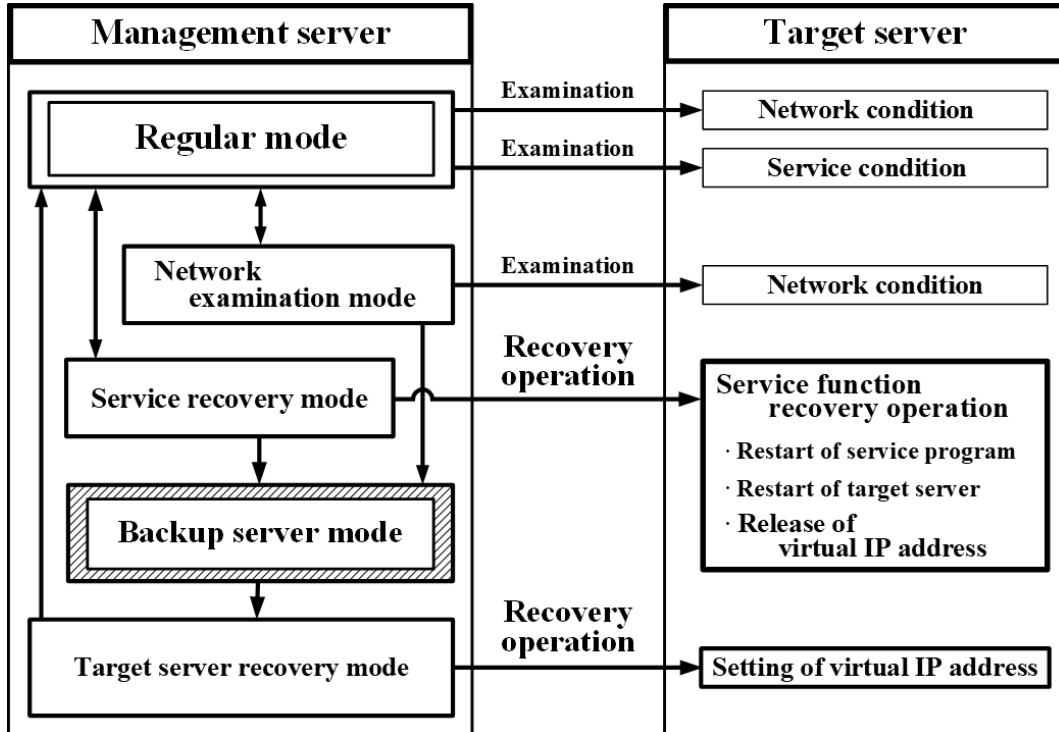 Management server
Target server
Regular mode
Examination
Network condition
Examination
Service condition
Network
examination mode
Examination
Network condition
Service recovery mode
Recovery
operation
Service function
recovery operation
· Restart of service program
· Restart of target server
· Release of
virtual IP address
Backup server mode
Target server recovery mode
Recovery
operation
Setting of virtual IP address